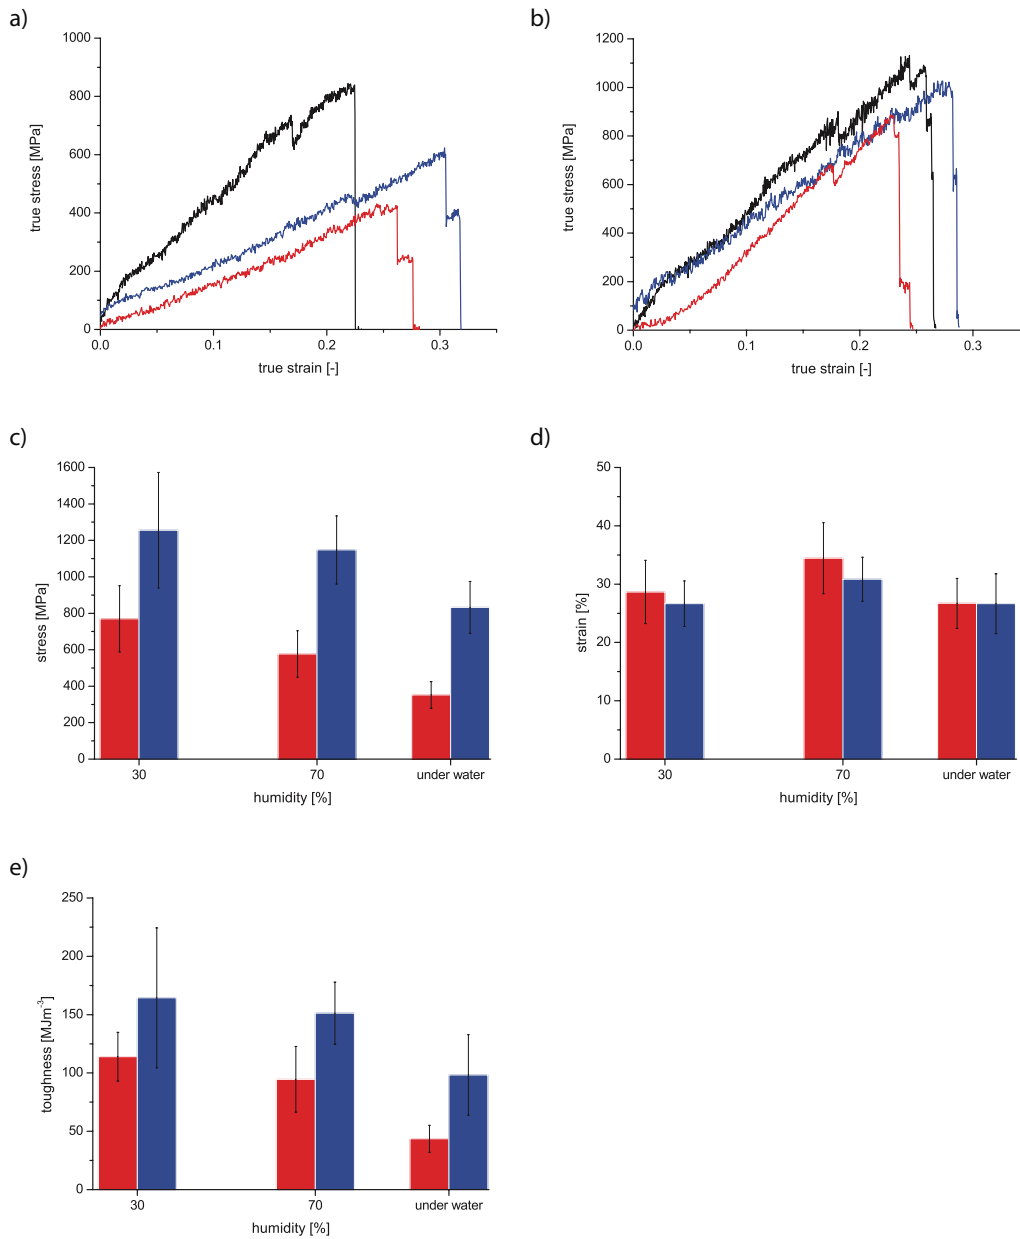 a)
1000
800
600
400
200
0
true stress [MPa]
0.0 0.1 0.2 0.3
true strain [-]
b)
1200
1000
800
600
400
200
0
true stress [MPa]
0.0 0.1 0.2 0.3
true strain [-]
c)
1600
1400
1200
1000
800
600
400
200
0
stress [MPa]
30 70 under water
humidity [%]
d)
50
40
30
20
10
0
strain [%]
30 70 under water
humidity [%]
e)
250
200
150
100
50
0
toughness [MJm⁻³]
30 70 under water
humidity [%]